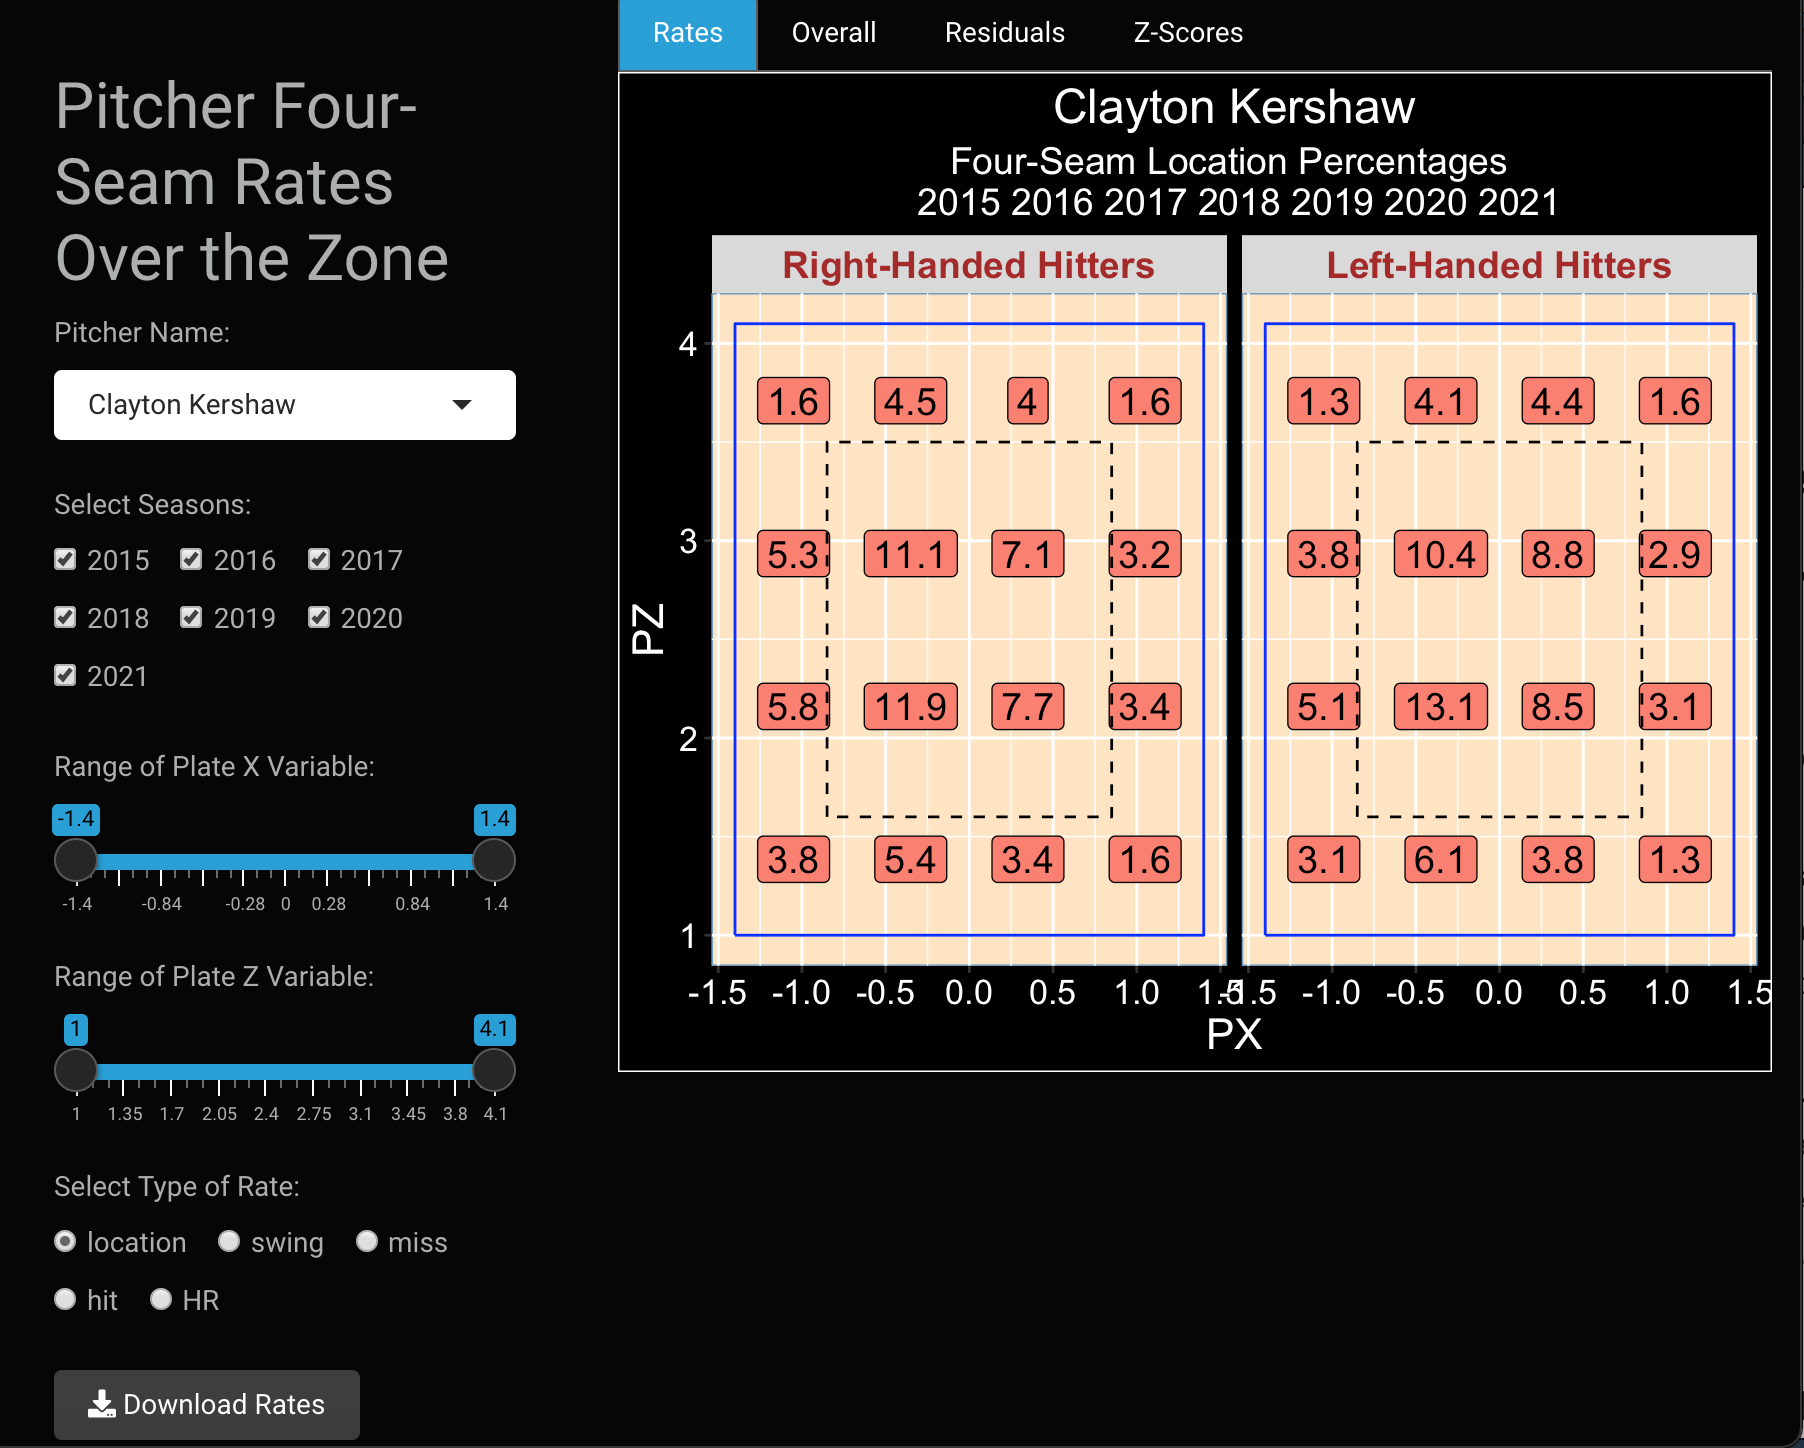 Pitcher Four-
Seam Rates
Over the Zone
Pitcher Name:
Clayton Kershaw
Select Seasons:
2015 2016 2017
2018 2019 2020
2021
Range of Plate X Variable:
-1.4 1.4
-1.4 -0.84 -0.28 0 0.28 0.84 1.4
Range of Plate Z Variable:
1 4.1
1 1.35 1.7 2.05 2.4 2.75 3.1 3.45 3.8 4.1
Select Type of Rate:
location swing miss
hit HR
Download Rates
Rates Overall Residuals Z-Scores
Clayton Kershaw
Four-Seam Location Percentages
2015 2016 2017 2018 2019 2020 2021
Right-Handed Hitters Left-Handed Hitters
4
1.6 4.5 4 1.6 1.3 4.1 4.4 1.6
3
5.3 11.1 7.1 3.2 3.8 10.4 8.8 2.9
PZ
5.8 11.9 7.7 3.4 5.1 13.1 8.5 3.1
2
3.8 5.4 3.4 1.6 3.1 6.1 3.8 1.3
1
-1.5 -1.0 -0.5 0.0 0.5 1.0 1.5 -1.5 -1.0 -0.5 0.0 0.5 1.0 1.5
PX